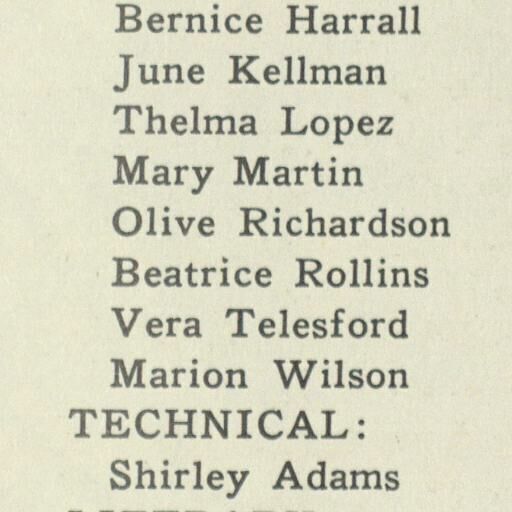 Bernice Harrall
June Kellman
Thelma Lopez
Mary Martin
Olive Richardson
Beatrice Rollins
Vera Telesford
Marion Wilson
TECHNICAL:
Shirley Adams